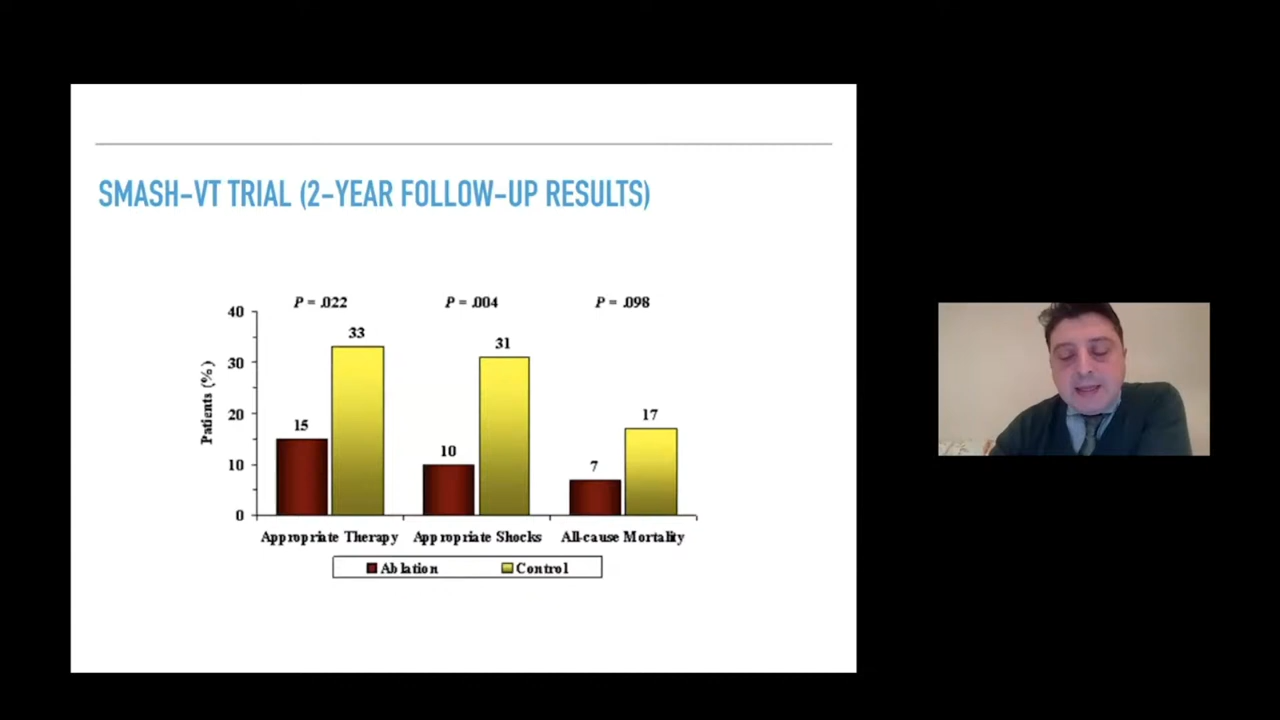 SMASH-VT TRIAL (2-YEAR FOLLOW-UP RESULTS)
P = .022 P = .004 P = .098
40
30
20
10
0
Patients (%)
33
31
15
10
7
17
Appropriate Therapy Appropriate Shocks All-cause Mortality
Ablation Control